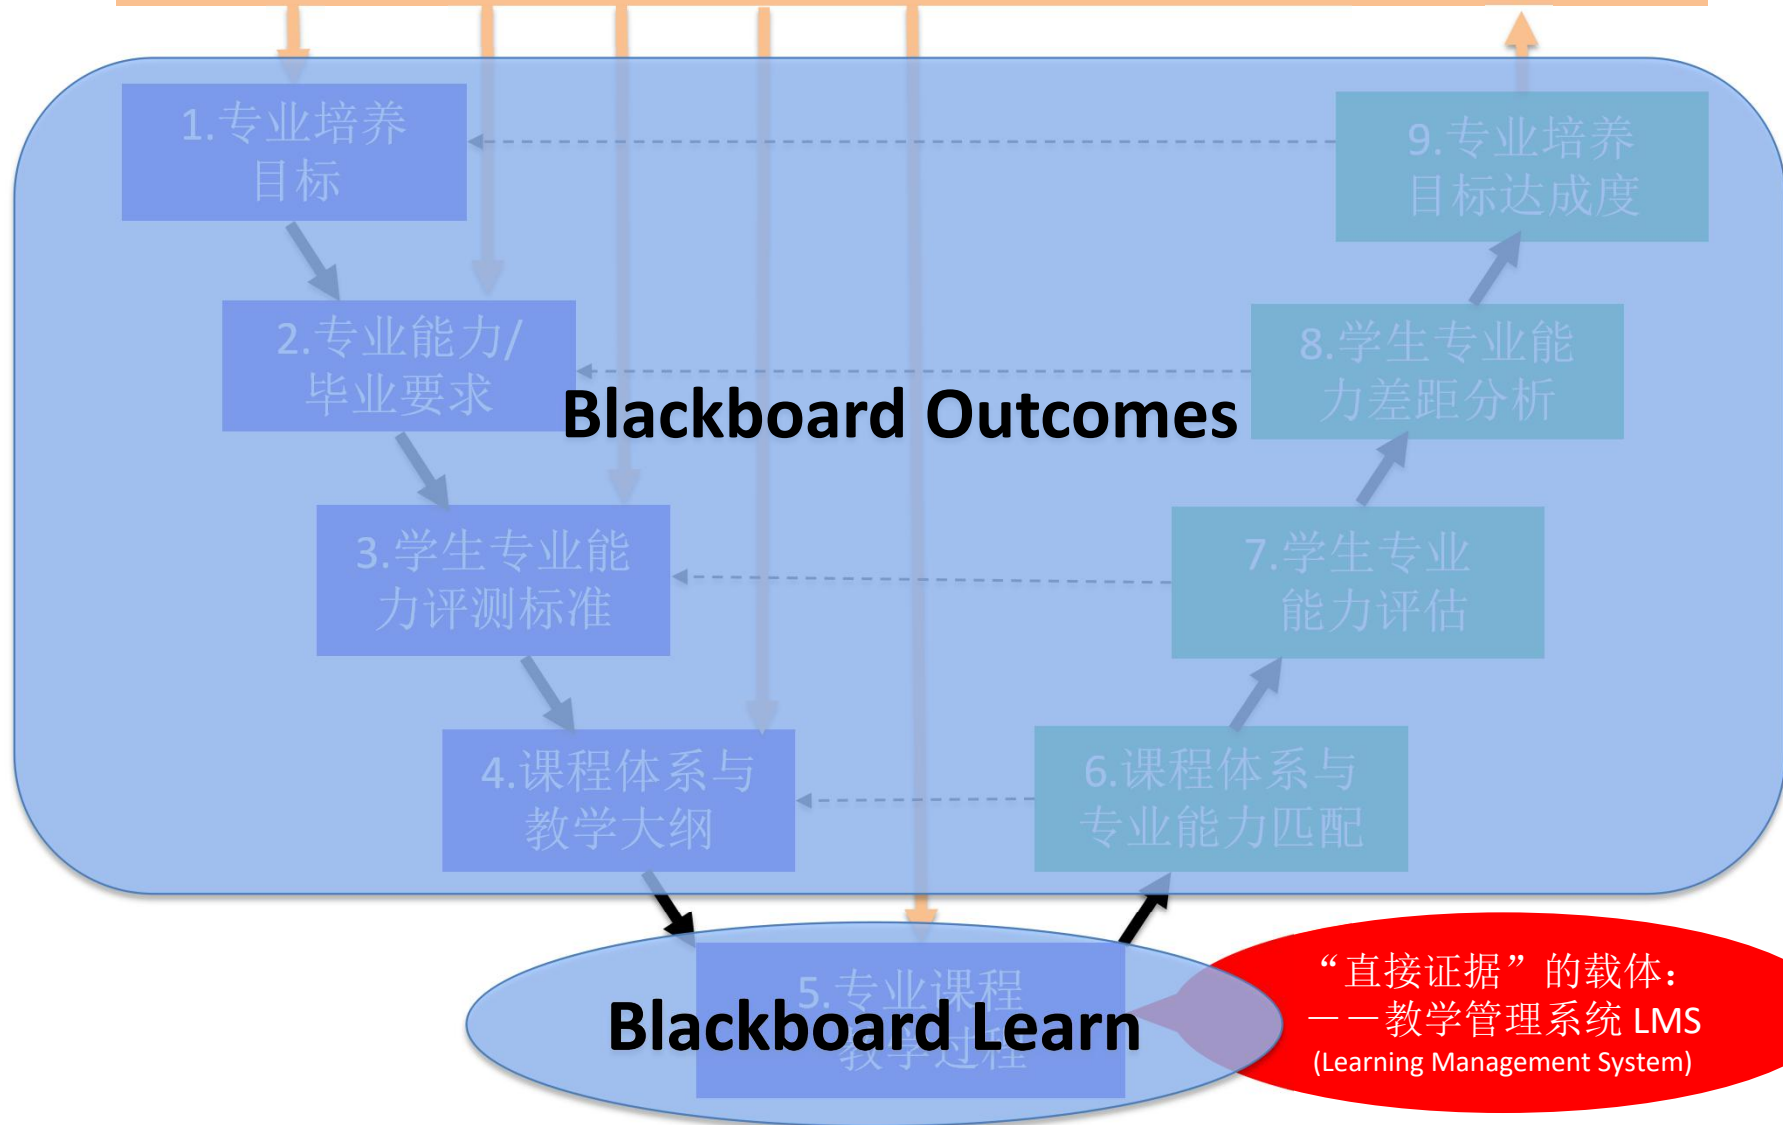 1.专业培养
目标
9.专业培养
目标达成度
2.专业能力/
毕业要求
8.学生专业能
力差距分析
Blackboard Outcomes
3.学生专业能
力评测标准
7.学生专业
能力评估
4.课程体系与
教学大纲
6.课程体系与
专业能力匹配
5.专业课程
教学过程
Blackboard Learn
“直接证据”的载体：
——教学管理系统 LMS
(Learning Management System)